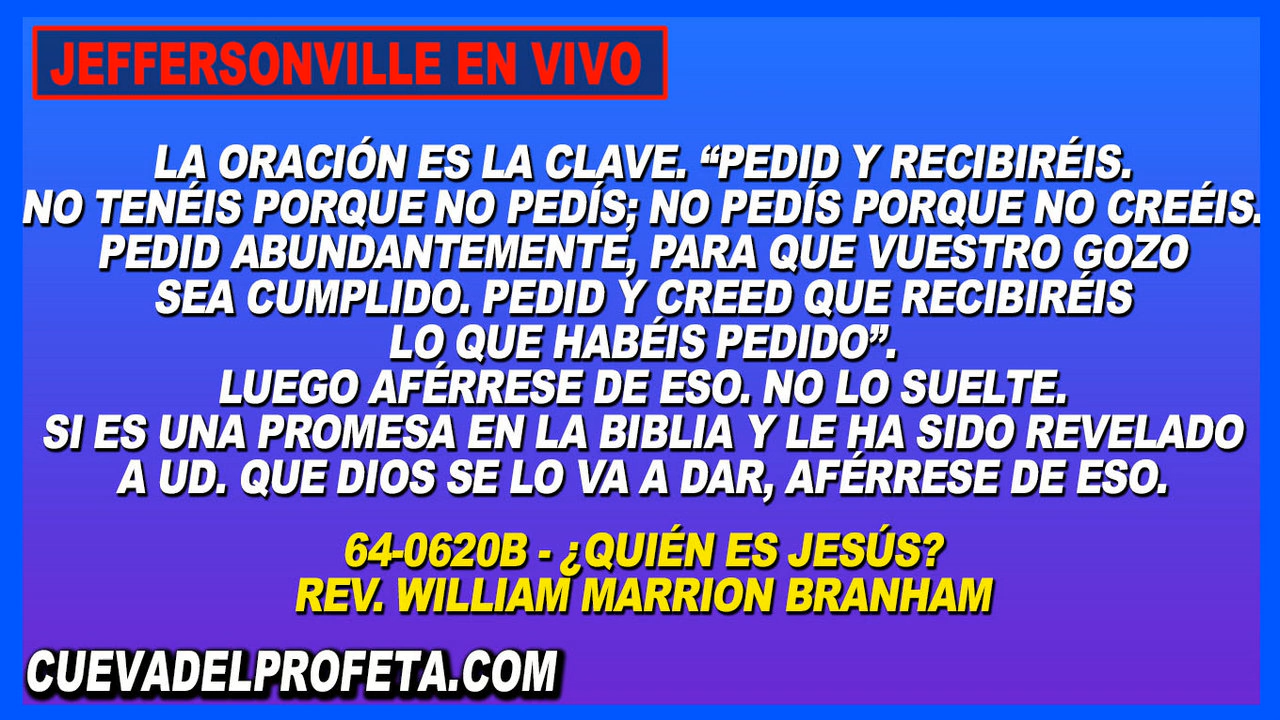 JEFFERSONVILLE EN VIVO
LA ORACIÓN ES LA CLAVE. “PEDID Y RECIBIRÉIS.
NO TENÉIS PORQUE NO PEDÍS; NO PEDÍS PORQUE NO CREÉIS.
PEDID ABUNDANTEMENTE, PARA QUE VUESTRO GOZO
SEA CUMPLIDO. PEDID Y CREED QUE RECIBIRÉIS
LO QUE HABÉIS PEDIDO”.
LUEGO AFÉRRESE DE ESO. NO LO SUELTE.
SI ES UNA PROMESA EN LA BIBLIA Y LE HA SIDO REVELADO
A UD. QUE DIOS SE LO VA A DAR, AFÉRRESE DE ESO.
64-0620B - ¿QUIÉN ES JESÚS?
REV. WILLIAM MARRION BRANHAM
CUEVADELPROFETA.COM